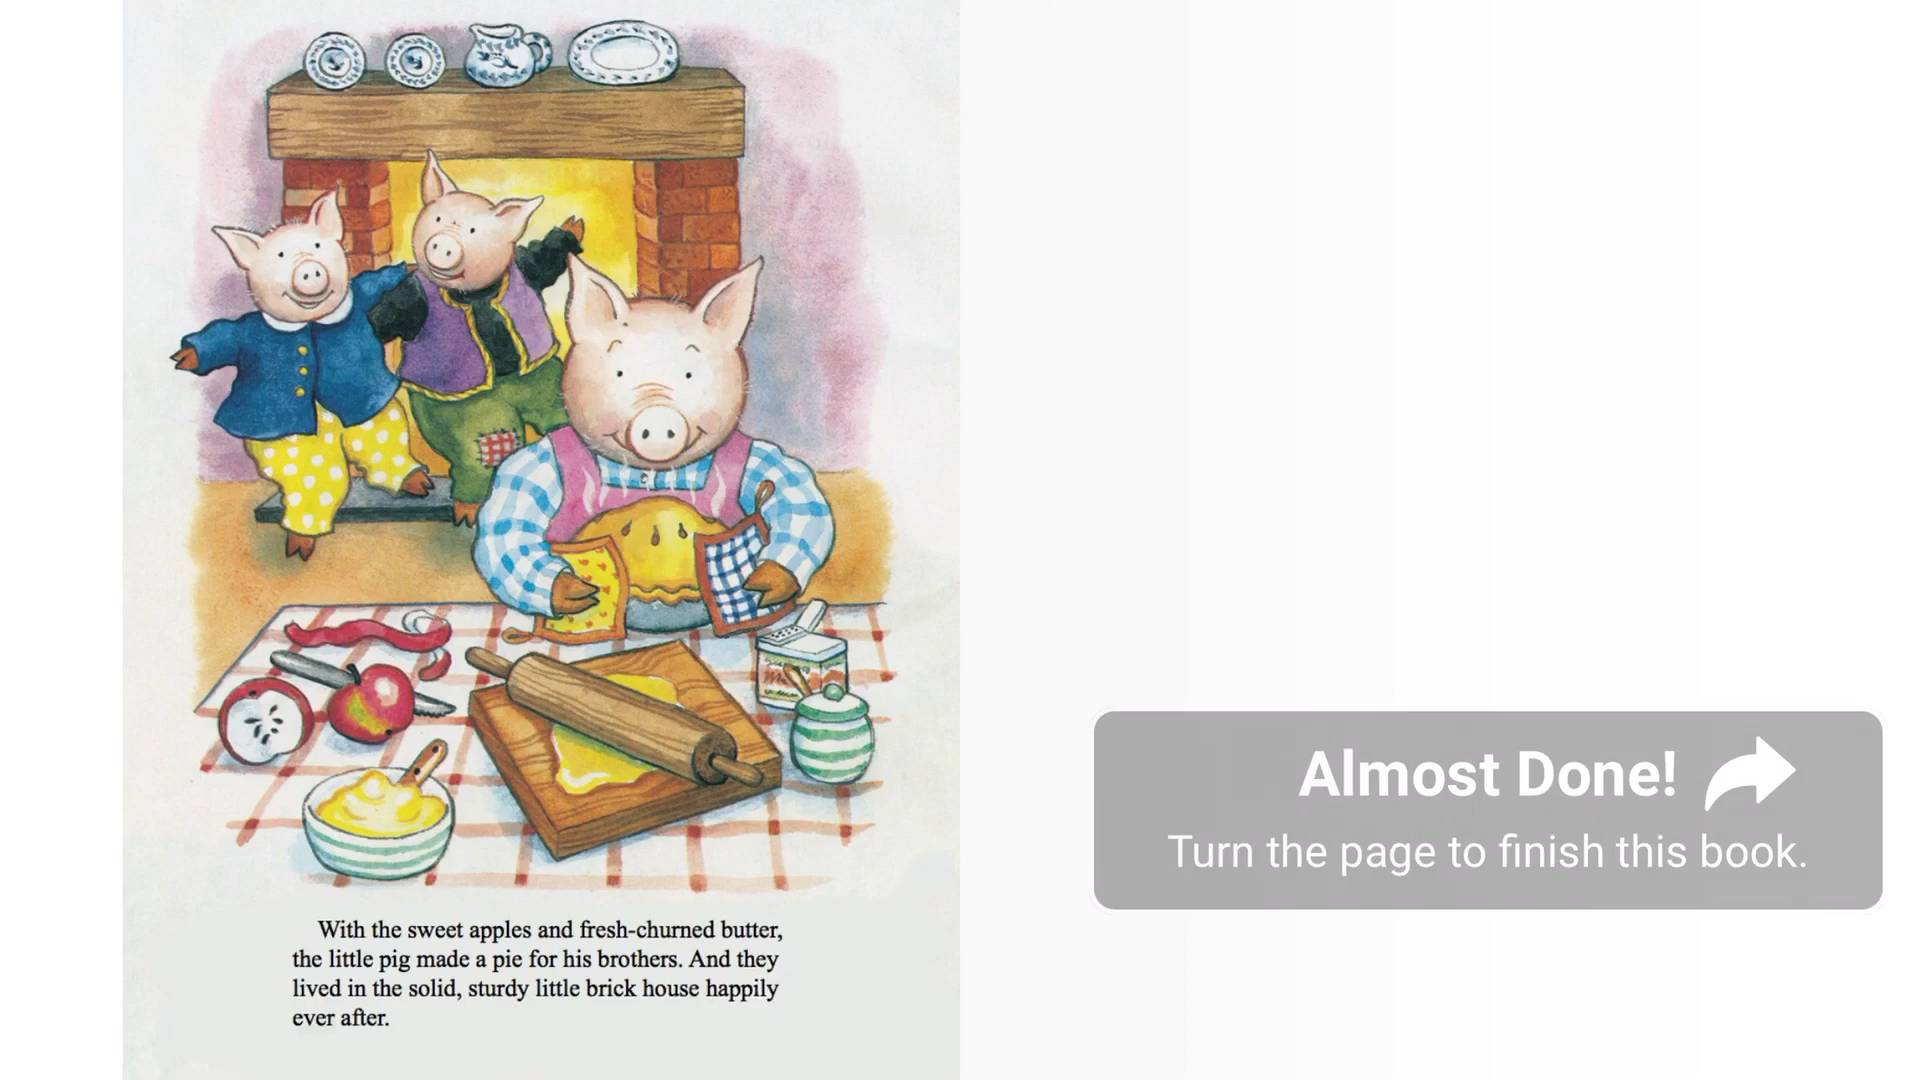 With the sweet apples and fresh-churned butter,
the little pig made a pie for his brothers. And they
lived in the solid, sturdy little brick house happily
ever after.
Almost Done!
Turn the page to finish this book.